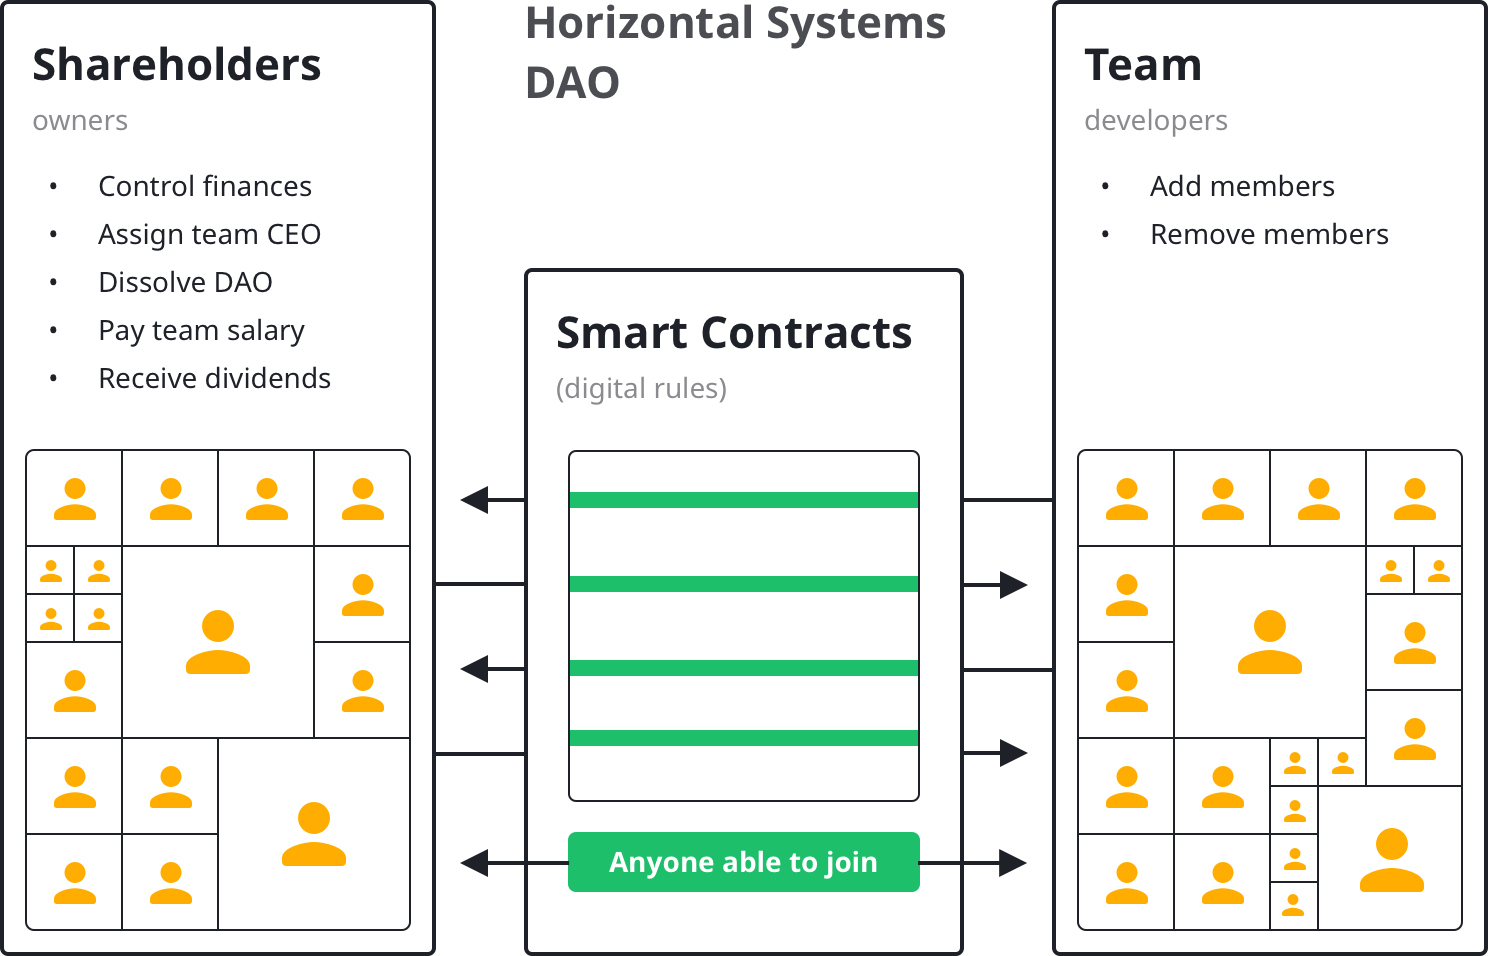 Shareholders
owners
• Control finances
• Assign team CEO
• Dissolve DAO
• Pay team salary
• Receive dividends
Horizontal Systems
DAO
Smart Contracts
(digital rules)
Anyone able to join
Team
developers
• Add members
• Remove members